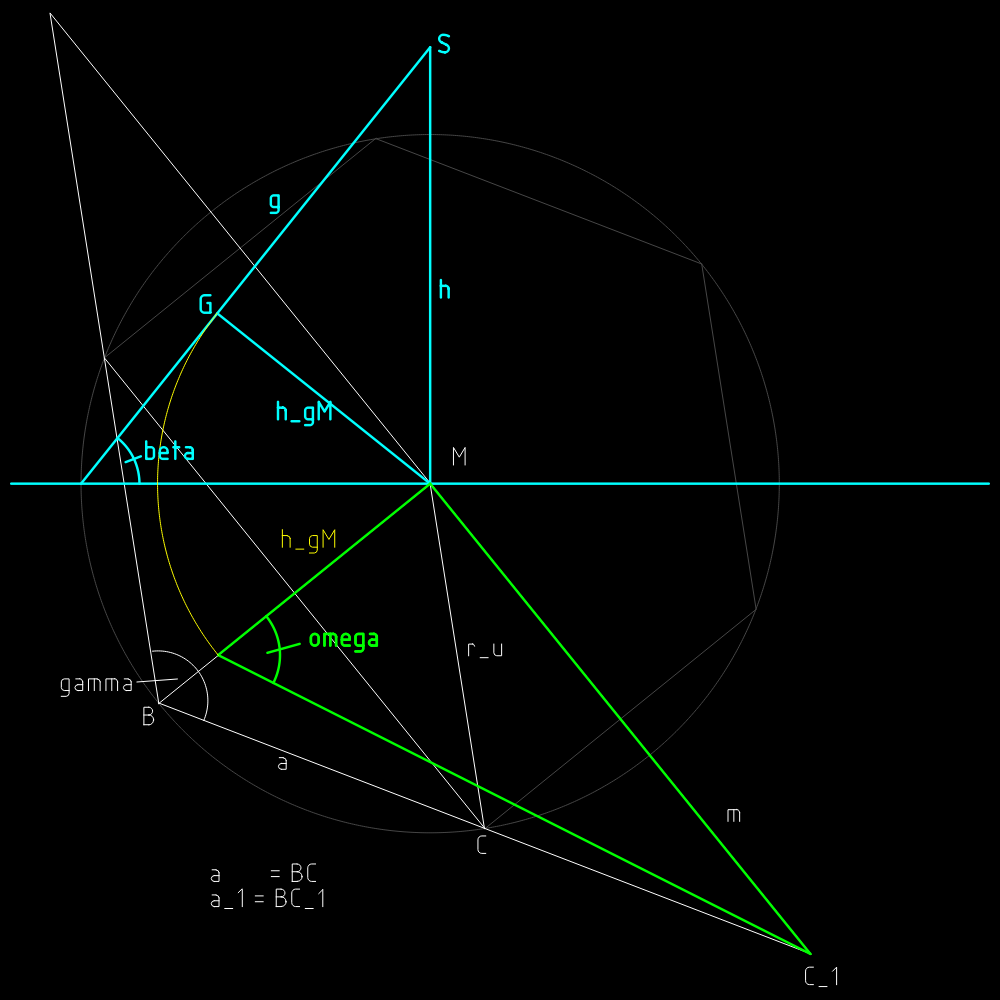 S
g
h
G
h_gM
beta
M
h_gM
omega
r_u
gamma
B
a
m
C
a = BC
a_1 = BC_1
C_1